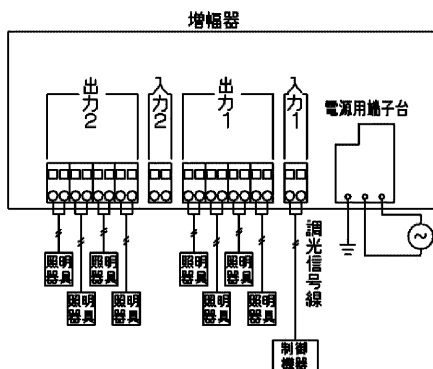 増幅器
出力2
入力2
出力1
入力1
電源用端子台
調光信号線
照明器具
照明器具
照明器具
照明器具
照明器具
照明器具
照明器具
照明器具
制御機器